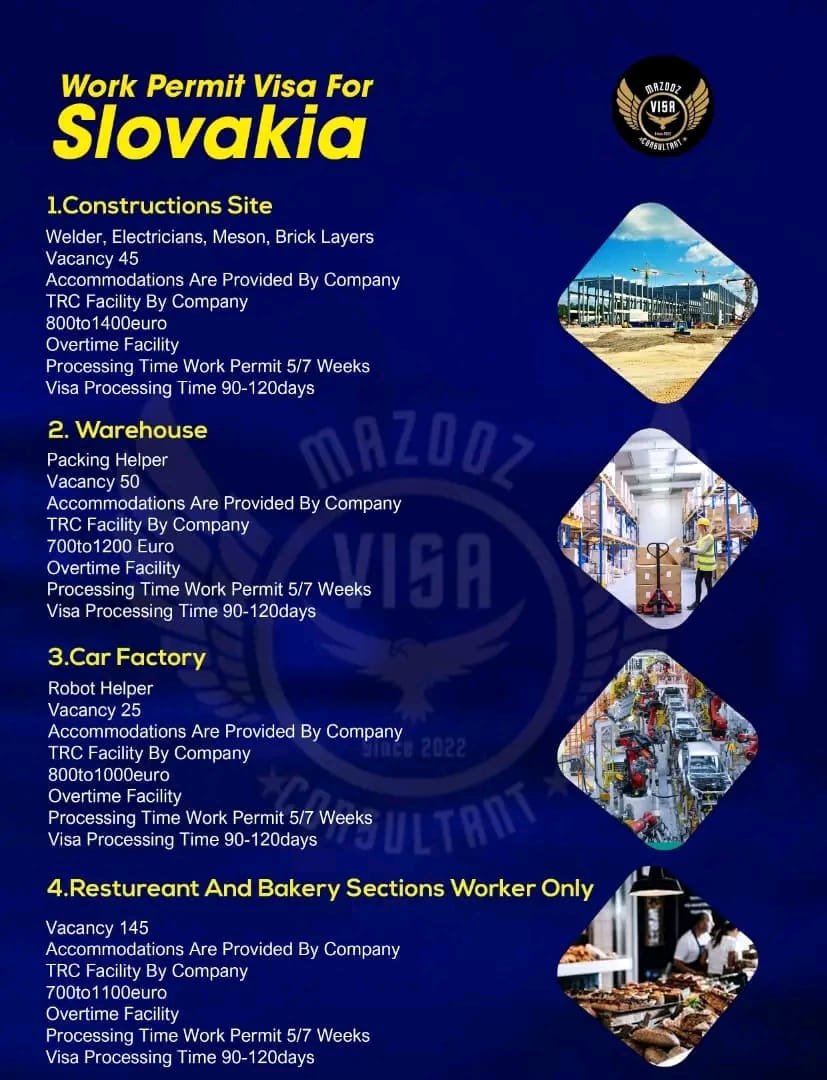 Work Permit Visa For
Slovakia
MAZOOZ
VISA
Since 2022
CONSULTANT
1.Constructions Site
Welder, Electricians, Meson, Brick Layers
Vacancy 45
Accommodations Are Provided By Company
TRC Facility By Company
800to1400euro
Overtime Facility
Processing Time Work Permit 5/7 Weeks
Visa Processing Time 90-120days
2. Warehouse
Packing Helper
Vacancy 50
Accommodations Are Provided By Company
TRC Facility By Company
700to1200 Euro
Overtime Facility
Processing Time Work Permit 5/7 Weeks
Visa Processing Time 90-120days
MAZOOZ
VISA
Since 2022
CONSULTANT
3.Car Factory
Robot Helper
Vacancy 25
Accommodations Are Provided By Company
TRC Facility By Company
800to1000euro
Overtime Facility
Processing Time Work Permit 5/7 Weeks
Visa Processing Time 90-120days
4.Restureant And Bakery Sections Worker Only
Vacancy 145
Accommodations Are Provided By Company
TRC Facility By Company
700to1100euro
Overtime Facility
Processing Time Work Permit 5/7 Weeks
Visa Processing Time 90-120days